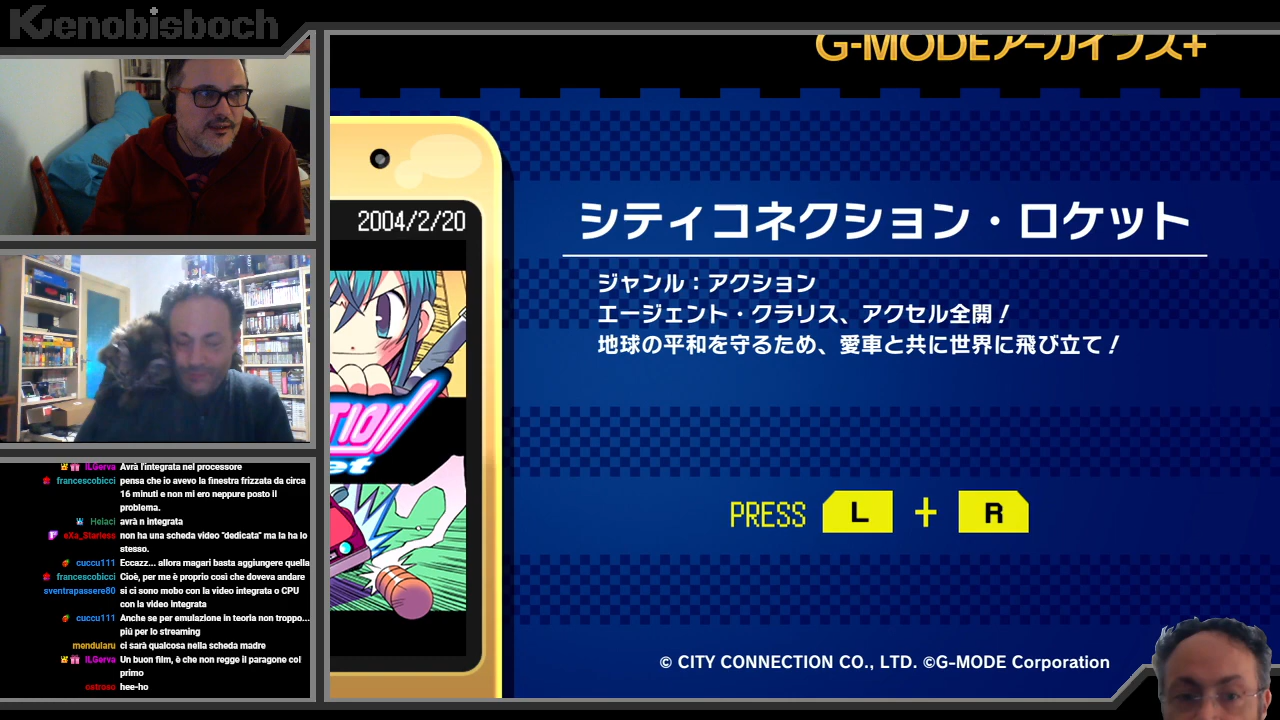 Kenobisboch
G-MODEアーカイブス+
2004/2/20
シティコネクション・ロケット
ジャンル：アクション
エージェント・クラリス、アクセル全開！
地球の平和を守るため、愛車と共に世界に飛び立て！
PRESS L + R
© CITY CONNECTION CO., LTD. ©G-MODE Corporation
ILGerva Avrà l'integrata nel processore
francescobicci pensa che io avevo la finestra frizzata da circa
16 minuti e non mi ero neppure posto il
problema.
Helaci avrà n integrata
eXa_Starless non ha una scheda video "dedicata" ma la ha lo
stesso.
cuccu111 Eccazz... allora magari basta aggiungere quella
francescobicci Cioè, per me è proprio così che doveva andare
sventrapassere80 si ci sono mobo con la video integrata o CPU
con la video integrata
cuccu111 Anche se per emulazione in teoria non troppo...
più per lo streaming
mendularu ci sarà qualcosa nella scheda madre
ILGerva Un buon film, è che non regge il paragone col
primo
hee-ho